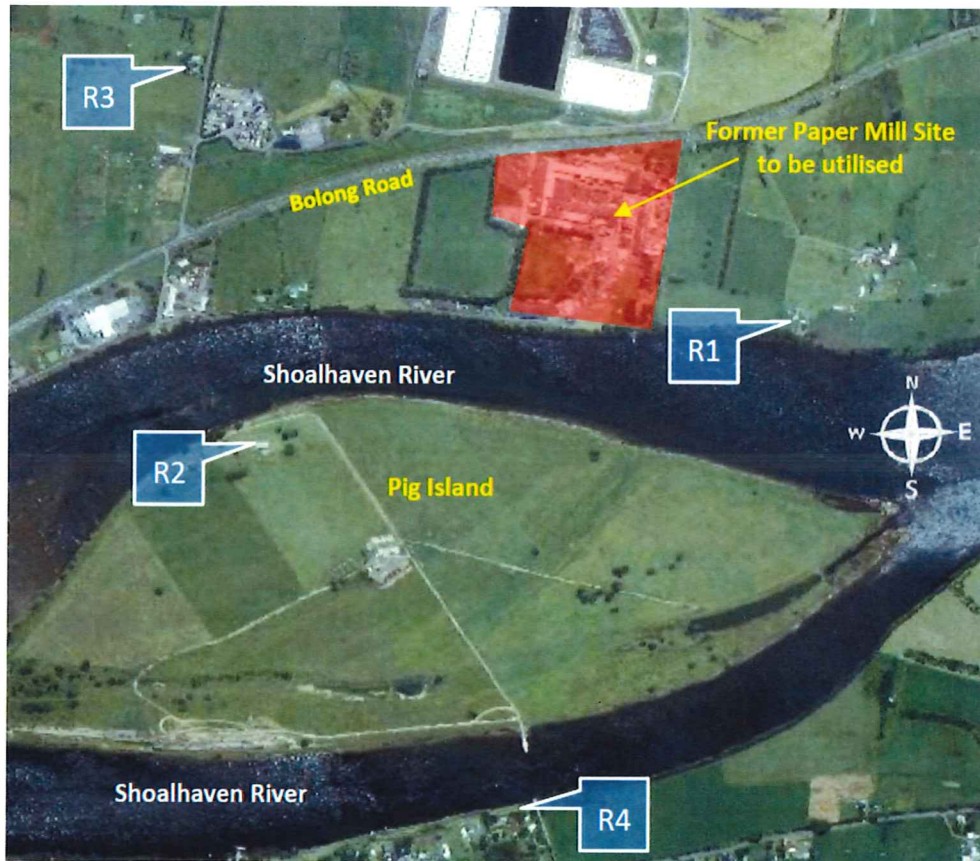 R3
Former Paper Mill Site
to be utilised
Bolong Road
R1
Shoalhaven River
N
W
E
S
R2
Pig Island
Shoalhaven River
R4